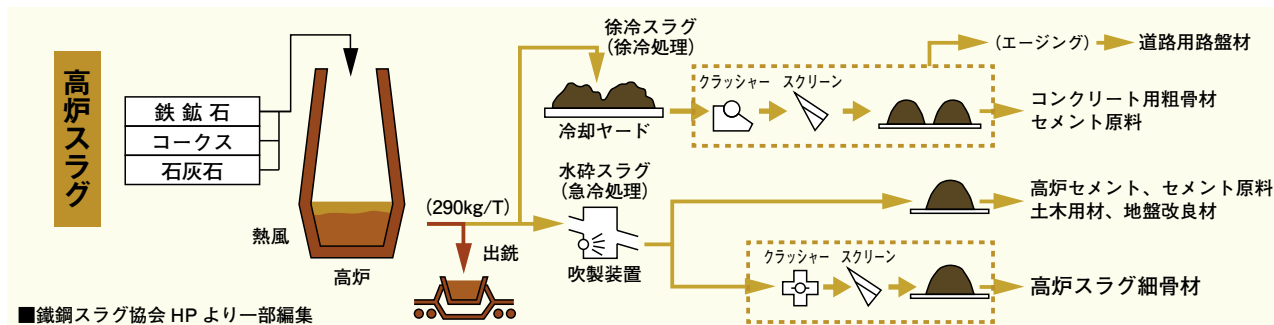 高炉スラグ
鉄鉱石
コークス
石灰石
熱風
高炉
(290kg/T)
出銑
徐冷スラグ
(徐冷処理)
冷却ヤード
クラッシャー
スクリーン
(エージング)
道路用路盤材
コンクリート用粗骨材
セメント原料
水砕スラグ
(急冷処理)
吹製装置
高炉セメント、セメント原料
土木用材、地盤改良材
クラッシャー
スクリーン
高炉スラグ細骨材
■鐵鋼スラグ協会 HP より一部編集